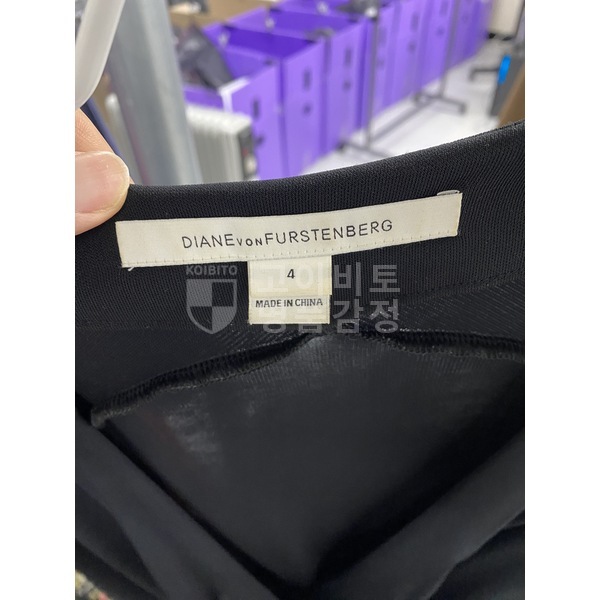 DIANE VON FURSTENBERG
4
MADE IN CHINA
KOIBITO
고이비토
명품감정